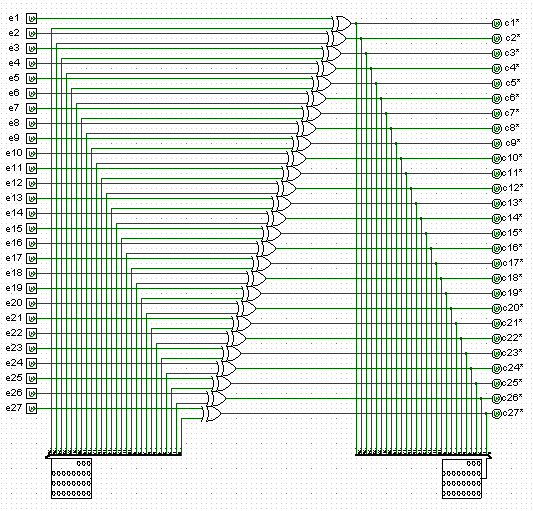 e1 c1*
e2 c2*
e3 c3*
e4 c4*
e5 c5*
e6 c6*
e7 c7*
e8 c8*
e9 c9*
e10 c10*
e11 c11*
e12 c12*
e13 c13*
e14 c14*
e15 c15*
e16 c16*
e17 c17*
e18 c18*
e19 c19*
e20 c20*
e21 c21*
e22 c22*
e23 c23*
e24 c24*
e25 c25*
e26 c26*
e27 c27*